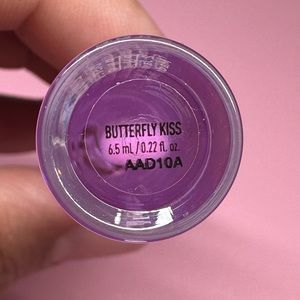 BUTTERFLY KISS
6.5 mL/0.22 fl. oz.
AAD10A